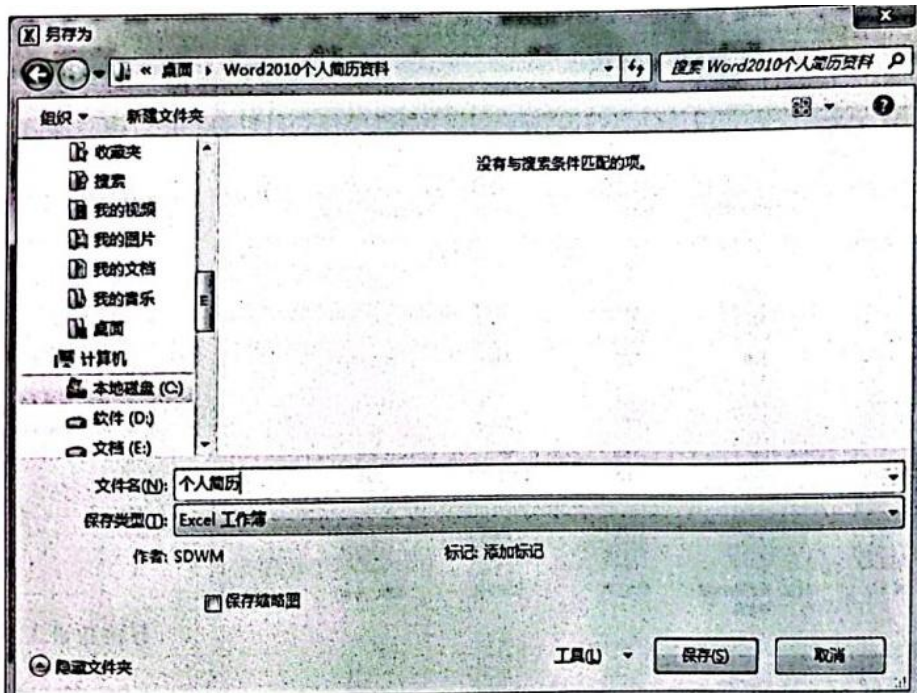 另存为
« 桌面 ▸ Word2010个人简历资料
搜索 Word2010个人简历资料
组织 新建文件夹
没有与搜索条件匹配的项。
收藏夹
搜索
我的视频
我的图片
我的文档
我的音乐
桌面
计算机
本地磁盘 (C:)
软件 (D:)
文档 (E:)
文件名(N): 个人简历
保存类型(T): Excel 工作簿
作者: SDWM 标记: 添加标记
保存缩略图
隐藏文件夹 工具(L) 保存(S) 取消